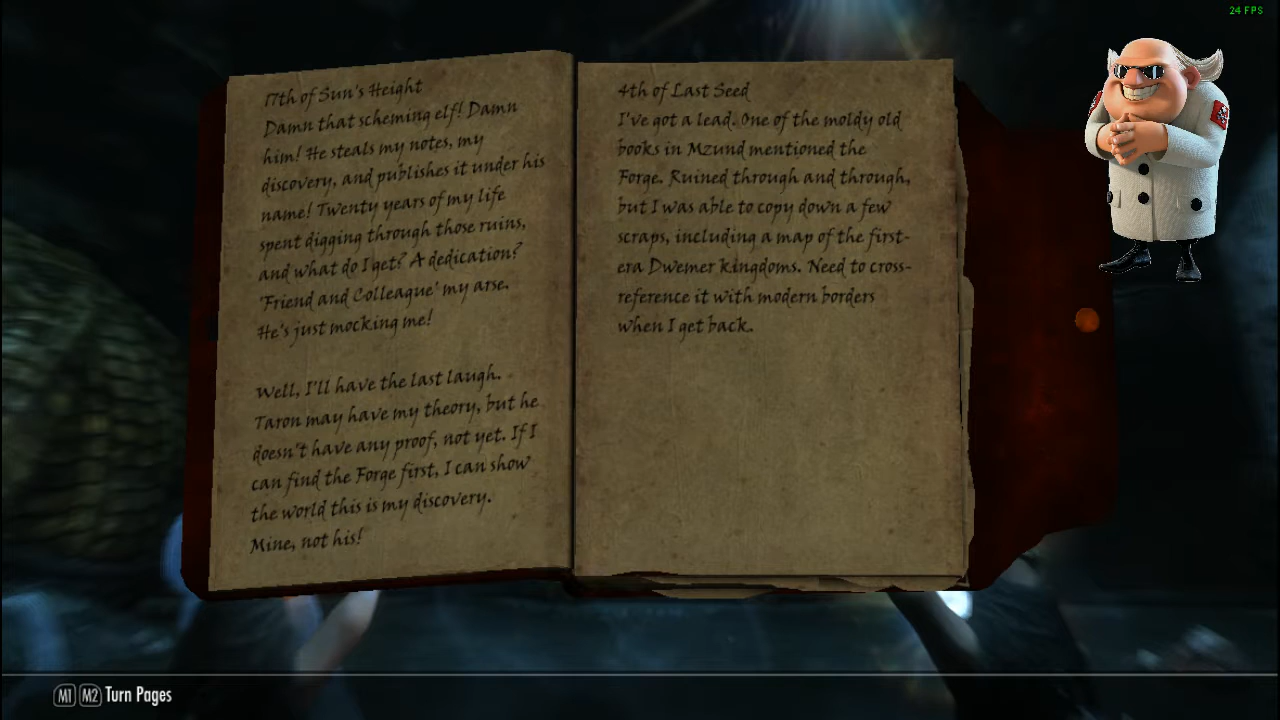 24 FPS
17th of Sun's Height
Damn that scheming elf! Damn
him! He steals my notes, my
discovery, and publishes it under his
name! Twenty years of my life
spent digging through those ruins,
and what do I get? A dedication?
'Friend and Colleague' my arse.
He's just mocking me!
Well, I'll have the last laugh.
Taron may have my theory, but he
doesn't have any proof, not yet. If I
can find the Forge first, I can show
the world this is my discovery.
Mine, not his!
4th of Last Seed
I've got a lead. One of the moldy old
books in Mzund mentioned the
Forge. Ruined through and through,
but I was able to copy down a few
scraps, including a map of the first-
era Dwemer kingdoms. Need to cross-
reference it with modern borders
when I get back.
M1 M2 Turn Pages